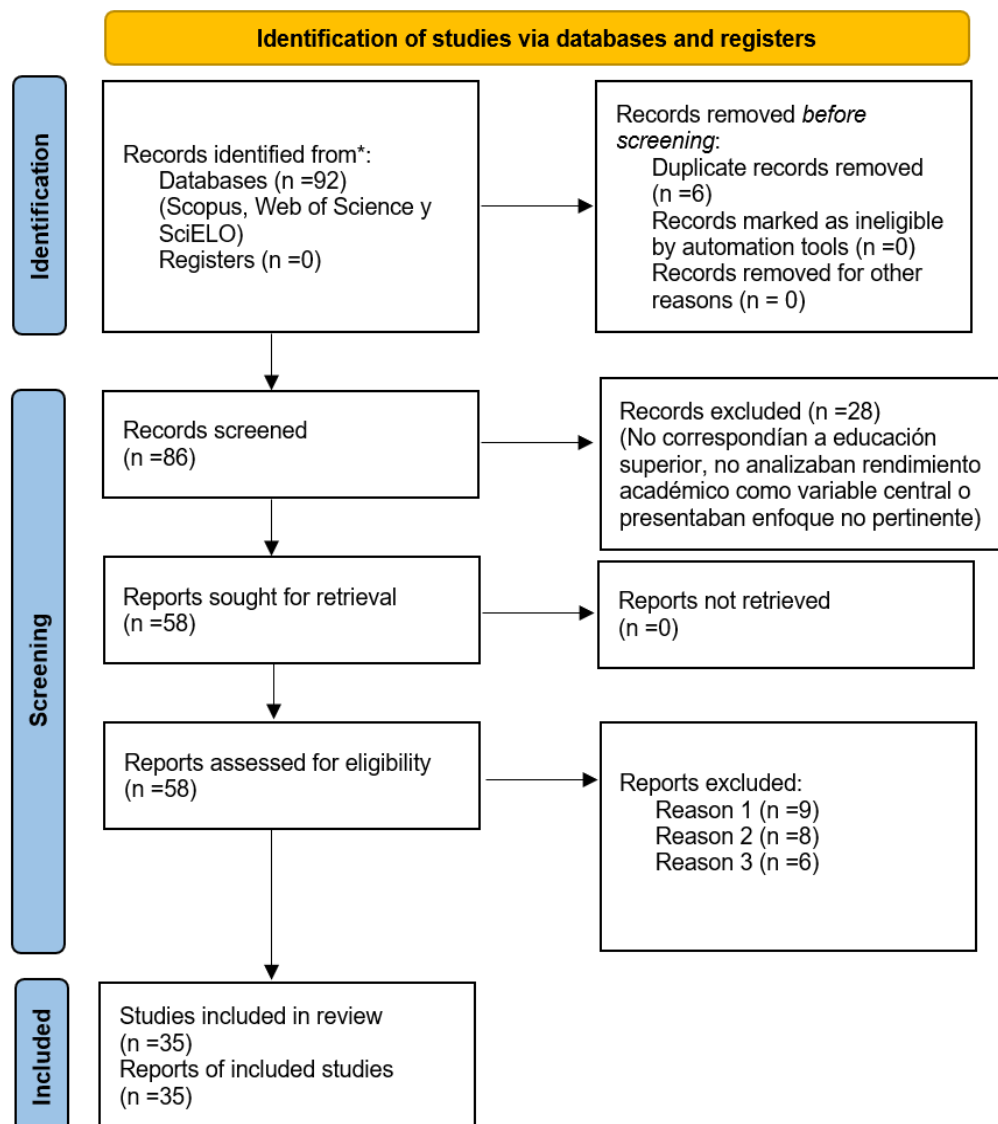 Identification of studies via databases and registers
Identification
Records identified from*:
Databases (n =92)
(Scopus, Web of Science y
SciELO)
Registers (n =0)
Records removed before
screening:
Duplicate records removed
(n =6)
Records marked as ineligible
by automation tools (n =0)
Records removed for other
reasons (n = 0)
Screening
Records screened
(n =86)
Records excluded (n =28)
(No correspondían a educación
superior, no analizaban rendimiento
académico como variable central o
presentaban enfoque no pertinente)
Reports sought for retrieval
(n =58)
Reports not retrieved
(n =0)
Reports assessed for eligibility
(n =58)
Reports excluded:
Reason 1 (n =9)
Reason 2 (n =8)
Reason 3 (n =6)
Included
Studies included in review
(n =35)
Reports of included studies
(n =35)